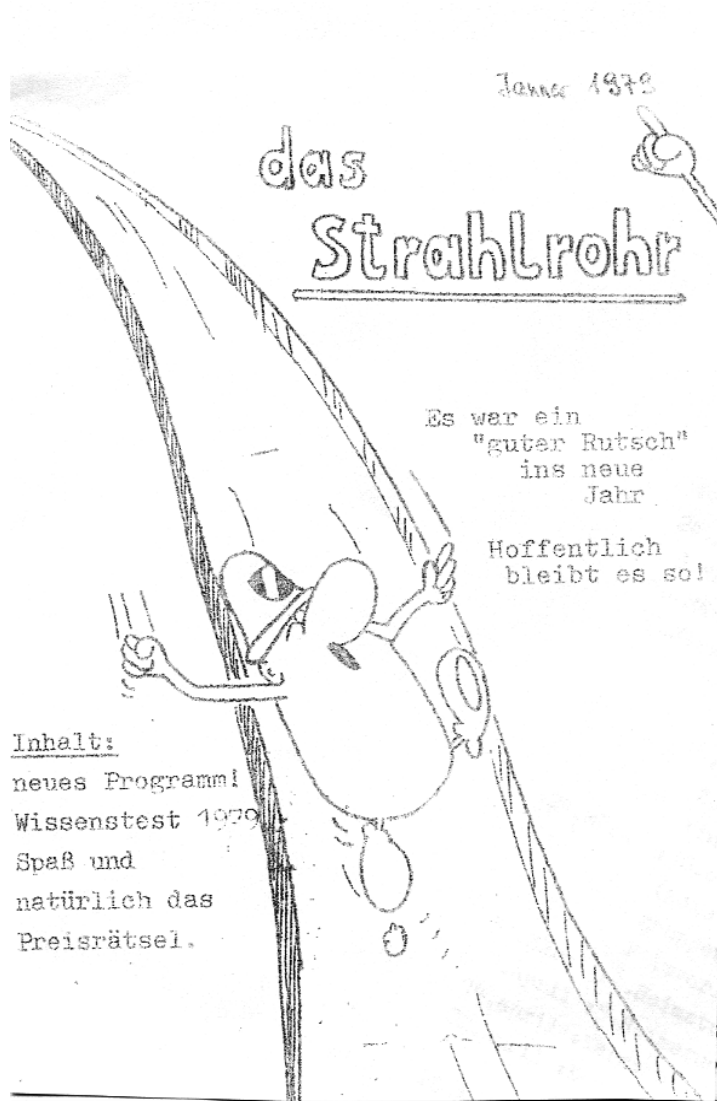 Jänner 1979
das
Strahlrohr
Es war ein
"guter Rutsch"
ins neue
Jahr
Hoffentlich
bleibt es so!
Inhalt:
neues Programm!
Wissenstest 1979
Spaß und
natürlich das
Preisrätsel.